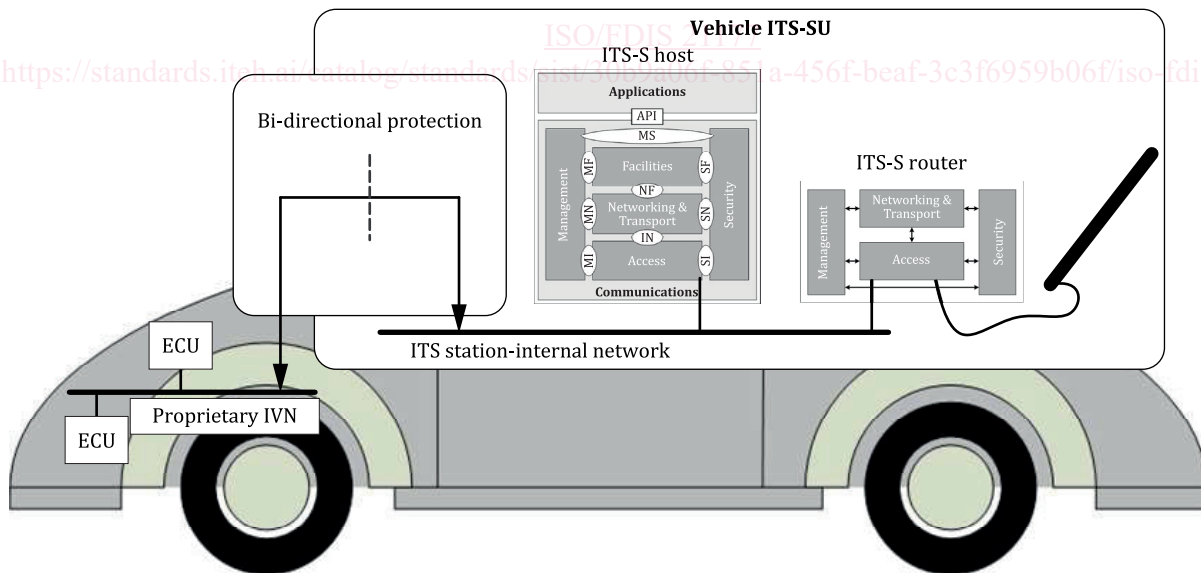 Vehicle ITS-SU
ISO/FDIS 21177
ITS-S host
https://standards.iteh.ai/catalog/standards/sist/30b9a06f-851a-456f-beaf-3c3f6959b06f/iso-fdi
Applications
API
Bi-directional protection
MS
MF
Facilities
SF
NF
Management
MN
Networking &
Transport
SN
Security
IN
MI
Access
SI
Communications
ITS-S router
Networking &
Transport
Management
Access
Security
ITS station-internal network
ECU
Proprietary IVN
ECU